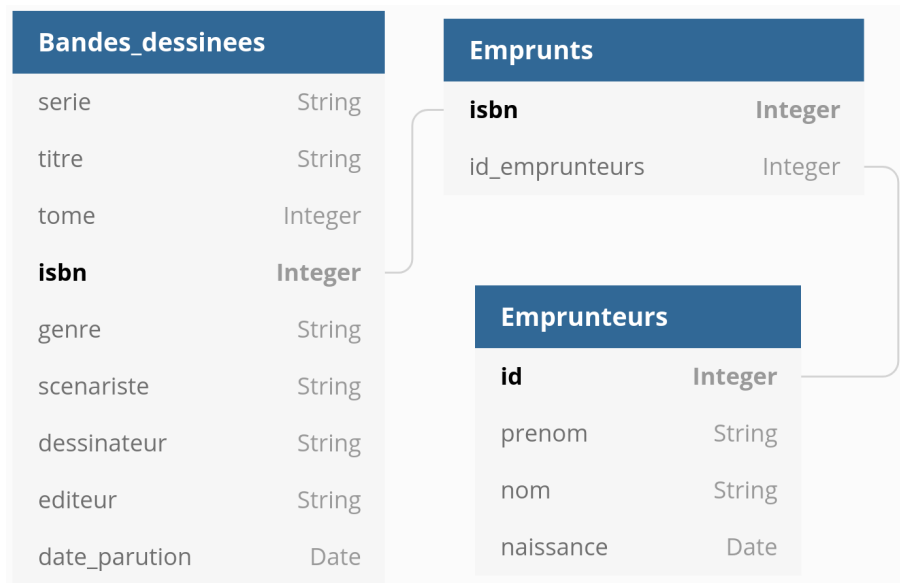 Bandes_dessinees
serie String
titre String
tome Integer
isbn Integer
genre String
scenariste String
dessinateur String
editeur String
date_parution Date
Emprunts
isbn Integer
id_emprunteurs Integer
Emprunteurs
id Integer
prenom String
nom String
naissance Date